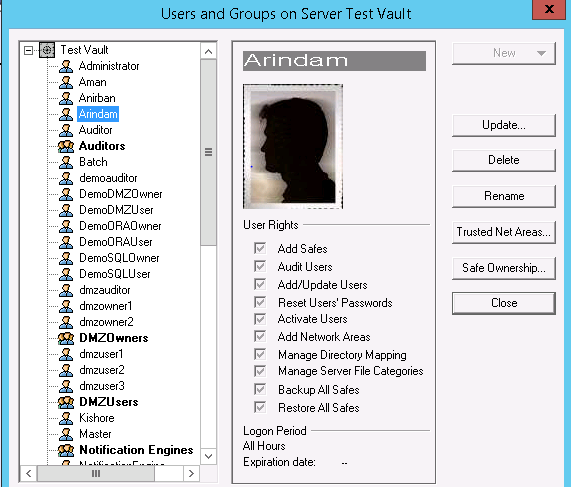 Users and Groups on Server Test Vault
x
Test Vault
Administrator
Aman
Anirban
Arindam
Auditor
Auditors
Batch
demoauditor
DemoDMZOwner
DemoDMZUser
DemoORAOwner
DemoORAUser
DemoSQLOwner
DemoSQLUser
dmzauditor
dmzowner1
dmzowner2
DMZOwners
dmzuser1
dmzuser2
dmzuser3
DMZUsers
Kishore
Master
Notification Engines
NotificationEngine
Arindam
User Rights
Add Safes
Audit Users
Add/Update Users
Reset Users' Passwords
Activate Users
Add Network Areas
Manage Directory Mapping
Manage Server File Categories
Backup All Safes
Restore All Safes
Logon Period
All Hours
Expiration date: --
New
Update...
Delete
Rename
Trusted Net Areas...
Safe Ownership...
Close